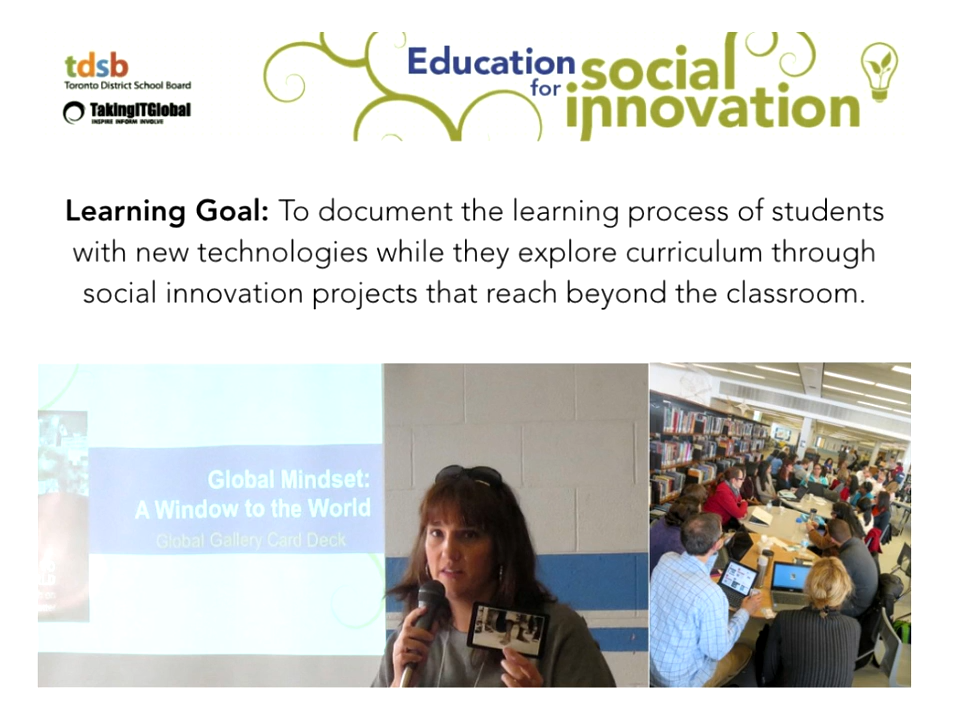 tdsb
Toronto District School Board
TakingITGlobal
INSPIRE INFORM INVOLVE
Education
for
social
innovation
Learning Goal: To document the learning process of students
with new technologies while they explore curriculum through
social innovation projects that reach beyond the classroom.
Global Mindset:
A Window to the World
Global Gallery Card Deck